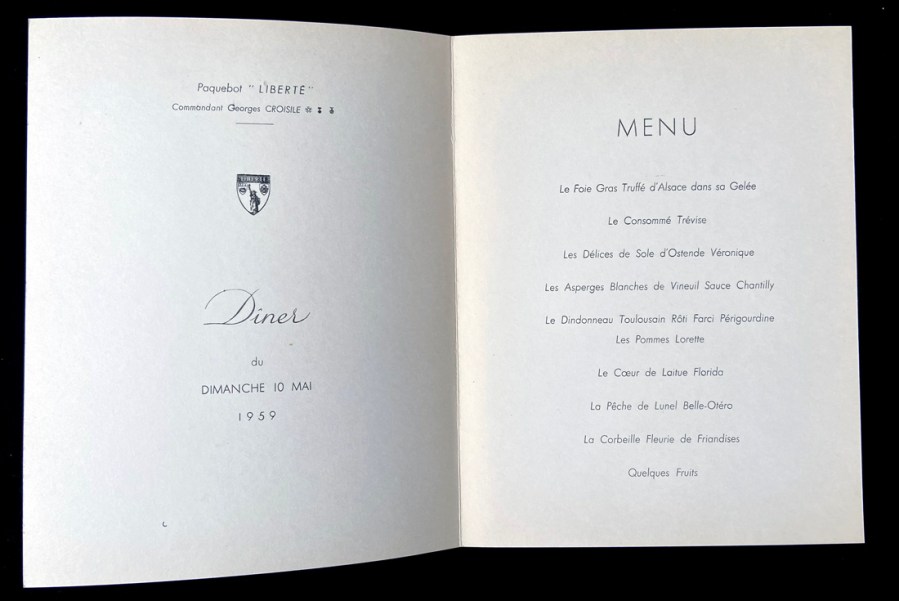 Paquebot "LIBERTÉ"
Commandant Georges CROISILE
Dîner
du
DIMANCHE 10 MAI
1959
MENU
Le Foie Gras Truffé d'Alsace dans sa Gelée
Le Consommé Trévise
Les Délices de Sole d'Ostende Véronique
Les Asperges Blanches de Vineuil Sauce Chantilly
Le Dindonneau Toulousain Rôti Farci Périgourdine
Les Pommes Lorette
Le Cœur de Laitue Florida
La Pêche de Lunel Belle-Otéro
La Corbeille Fleurie de Friandises
Quelques Fruits